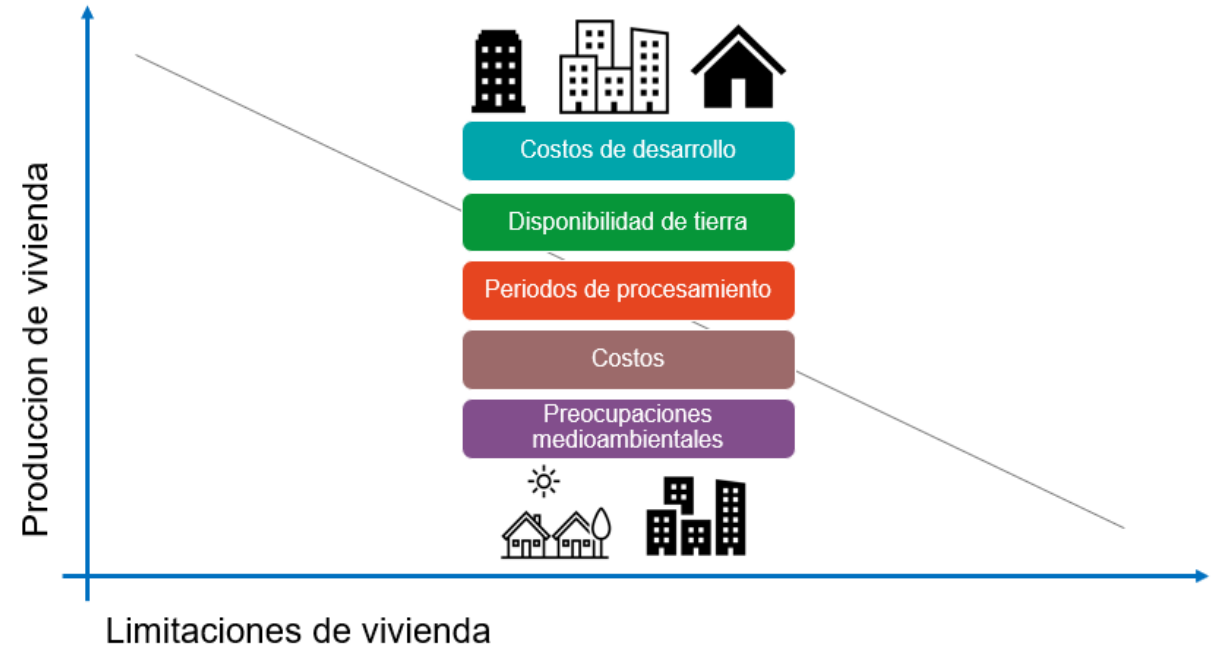 Produccion de vivienda
Costos de desarrollo
Disponibilidad de tierra
Periodos de procesamiento
Costos
Preocupaciones
medioambientales
Limitaciones de vivienda